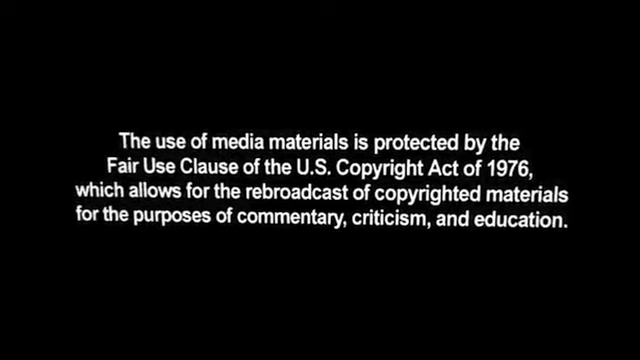 The use of media materials is protected by the
Fair Use Clause of the U.S. Copyright Act of 1976,
which allows for the rebroadcast of copyrighted materials
for the purposes of commentary, criticism, and education.